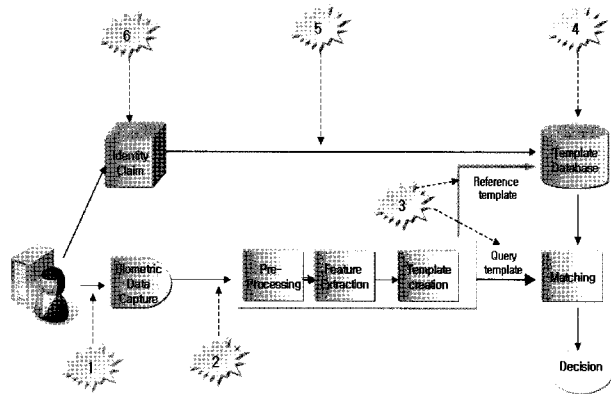 6
5
4
Identity
Claim
Template
Database
Reference
template
3
Query
template
Biometric
Data
Capture
Pre-
Processing
Feature
Extraction
Template
creation
Matching
1
2
Decision